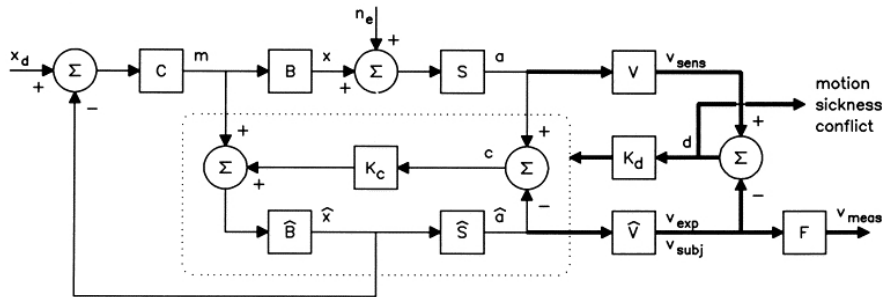 n_e
x_d + Σ − C m B x + + Σ S a V v_sens
motion
sickness
conflict
+ + Σ + K_c c + Σ − K_d d + Σ −
B̂ x̂ Ŝ â V̂ v_exp F v_meas
v_subj